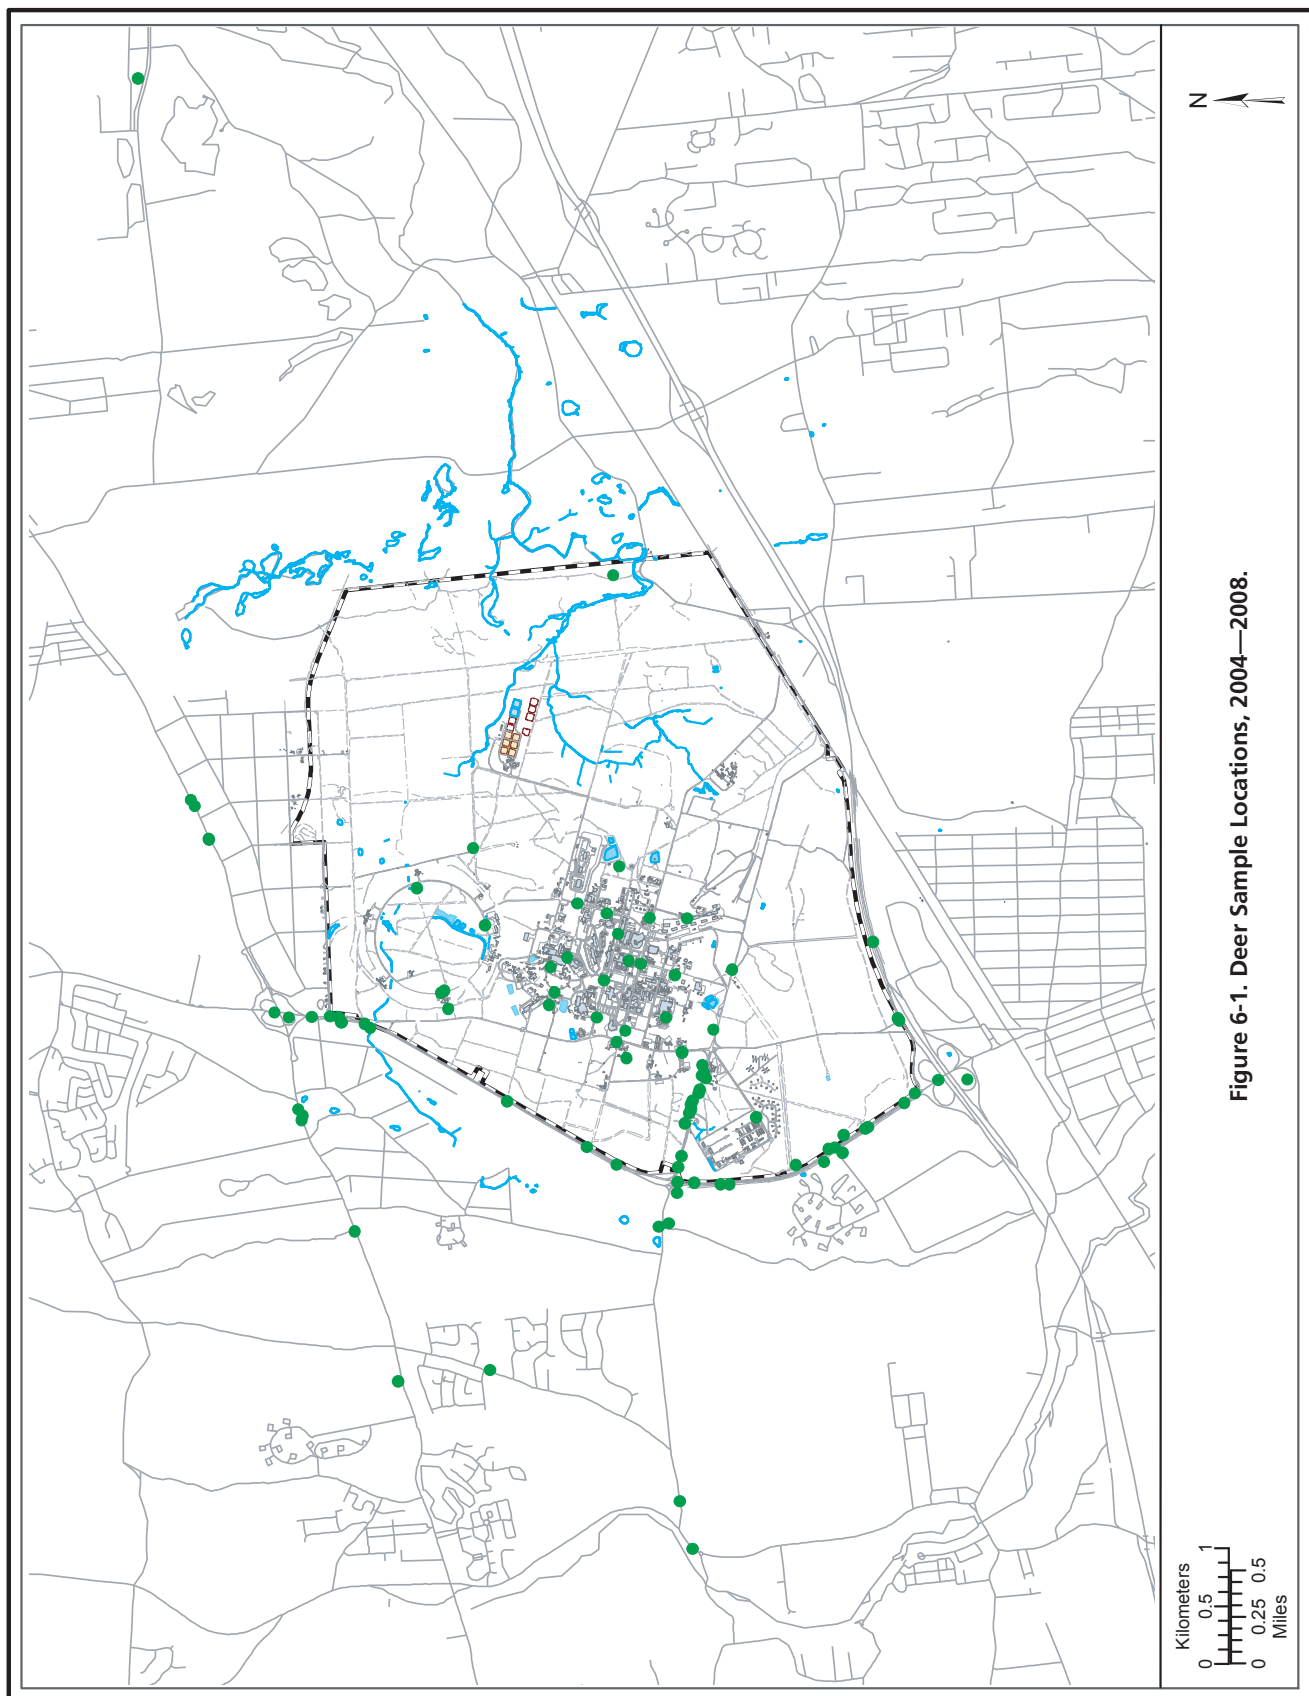 N
Figure 6-1. Deer Sample Locations, 2004—2008.
Kilometers
0 0.5 1
0 0.25 0.5
Miles